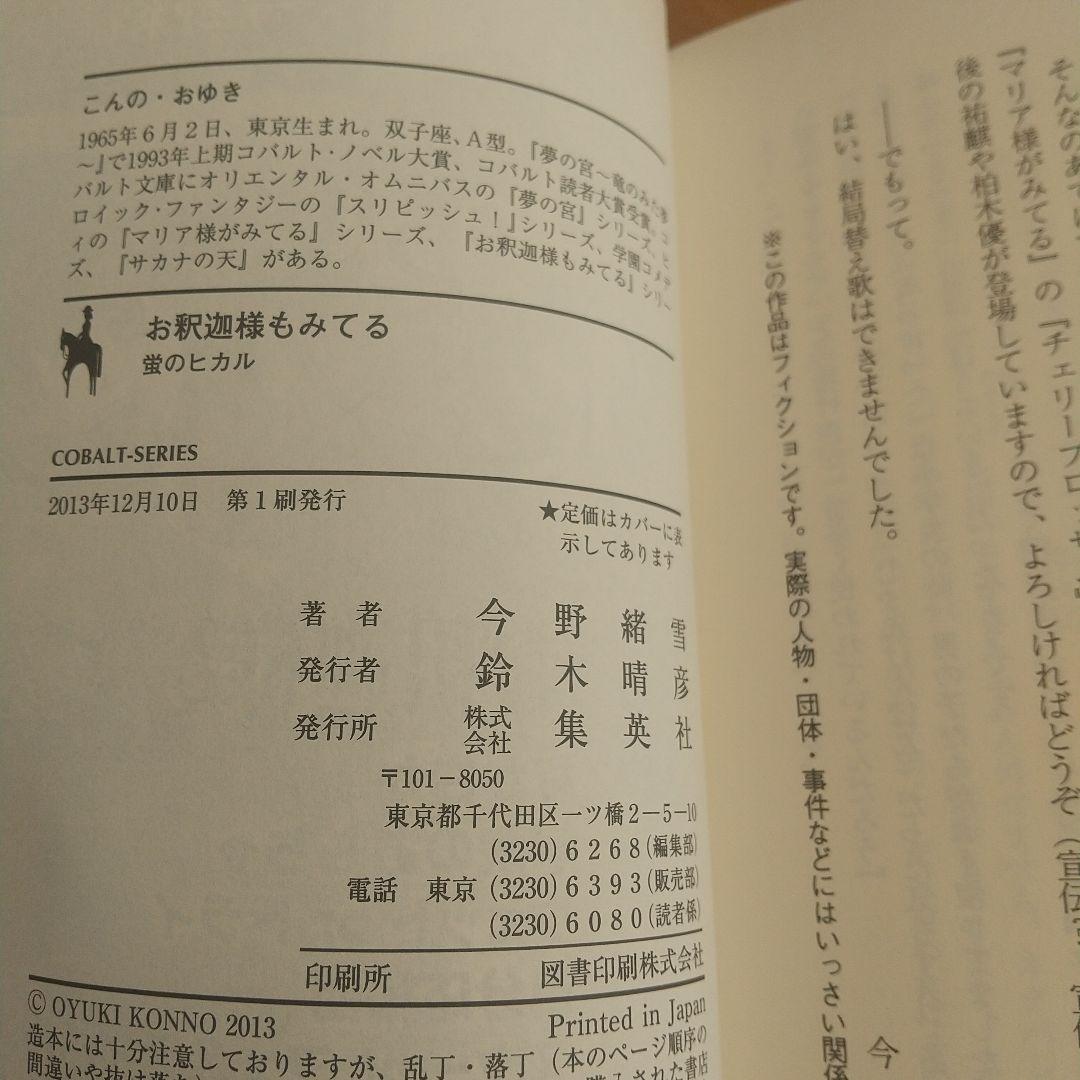 こんの・おゆき
1965年６月２日、東京生まれ。双子座、Ａ型。『夢の宮～竜のみた夢
～』で1993年上期コバルト・ノベル大賞、コバルト読者大賞受賞。コ
バルト文庫にオリエンタル・オムニバスの『夢の宮』シリーズ、ヒ
ロイック・ファンタジーの『スリピッシュ！』シリーズ、学園コメデ
ィの『マリア様がみてる』シリーズ、『お釈迦様もみてる』シリー
ズ、『サカナの天』がある。
お釈迦様もみてる
蛍のヒカル
COBALT-SERIES
2013年12月10日　第１刷発行
★定価はカバーに表
示してあります
著　者　今野緒雪
発行者　鈴木晴彦
発行所　株式会社　集英社
〒101－8050
東京都千代田区一ツ橋２－５－10
(3230)６２６８(編集部)
電話　東京　(3230)６３９３(販売部)
(3230)６０８０(読者係)
印刷所　図書印刷株式会社
© OYUKI KONNO 2013　Printed in Japan
造本には十分注意しておりますが、乱丁・落丁（本のページ順序の
間違いや抜け落ち
書店
そんなの
『マリア様がみてる』の『チェリーブロ
後の祐麒や柏木優が登場していますので、よろしければどうぞ（宣伝
――でもって。
はい、結局替え歌はできませんでした。
今
※この作品はフィクションです。実際の人物・団体・事件などにはいっさい関係